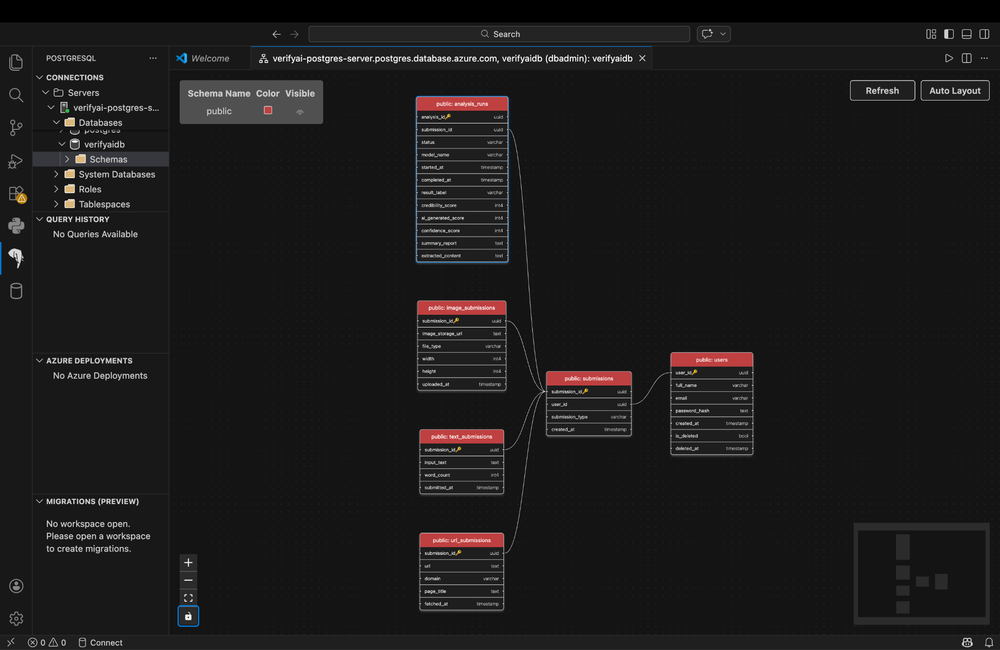 Search
POSTGRESQL
CONNECTIONS
Servers
verifyai-postgres-s...
Databases
postgres
verifyaidb
Schemas
System Databases
Roles
Tablespaces
QUERY HISTORY
No Queries Available
AZURE DEPLOYMENTS
No Azure Deployments
MIGRATIONS (PREVIEW)
No workspace open.
Please open a workspace
to create migrations.
Welcome
verifyai-postgres-server.postgres.database.azure.com, verifyaidb (dbadmin): verifyaidb
Schema Name Color Visible
public
Refresh
Auto Layout
public: analysis_runs
analysis_id uuid
submission_id uuid
status varchar
model_name varchar
started_at timestamp
completed_at timestamp
result_label varchar
credibility_score int4
ai_generated_score int4
confidence_score int4
summary_report text
extracted_content text
public: image_submissions
submission_id uuid
image_storage_url text
file_type varchar
width int4
height int4
uploaded_at timestamp
public: text_submissions
submission_id uuid
input_text text
word_count int4
submitted_at timestamp
public: url_submissions
submission_id uuid
url text
domain varchar
page_title text
fetched_at timestamp
public: submissions
submission_id uuid
user_id uuid
submission_type varchar
created_at timestamp
public: users
user_id uuid
full_name varchar
email varchar
password_hash text
created_at timestamp
is_deleted bool
deleted_at timestamp
0 0 Connect